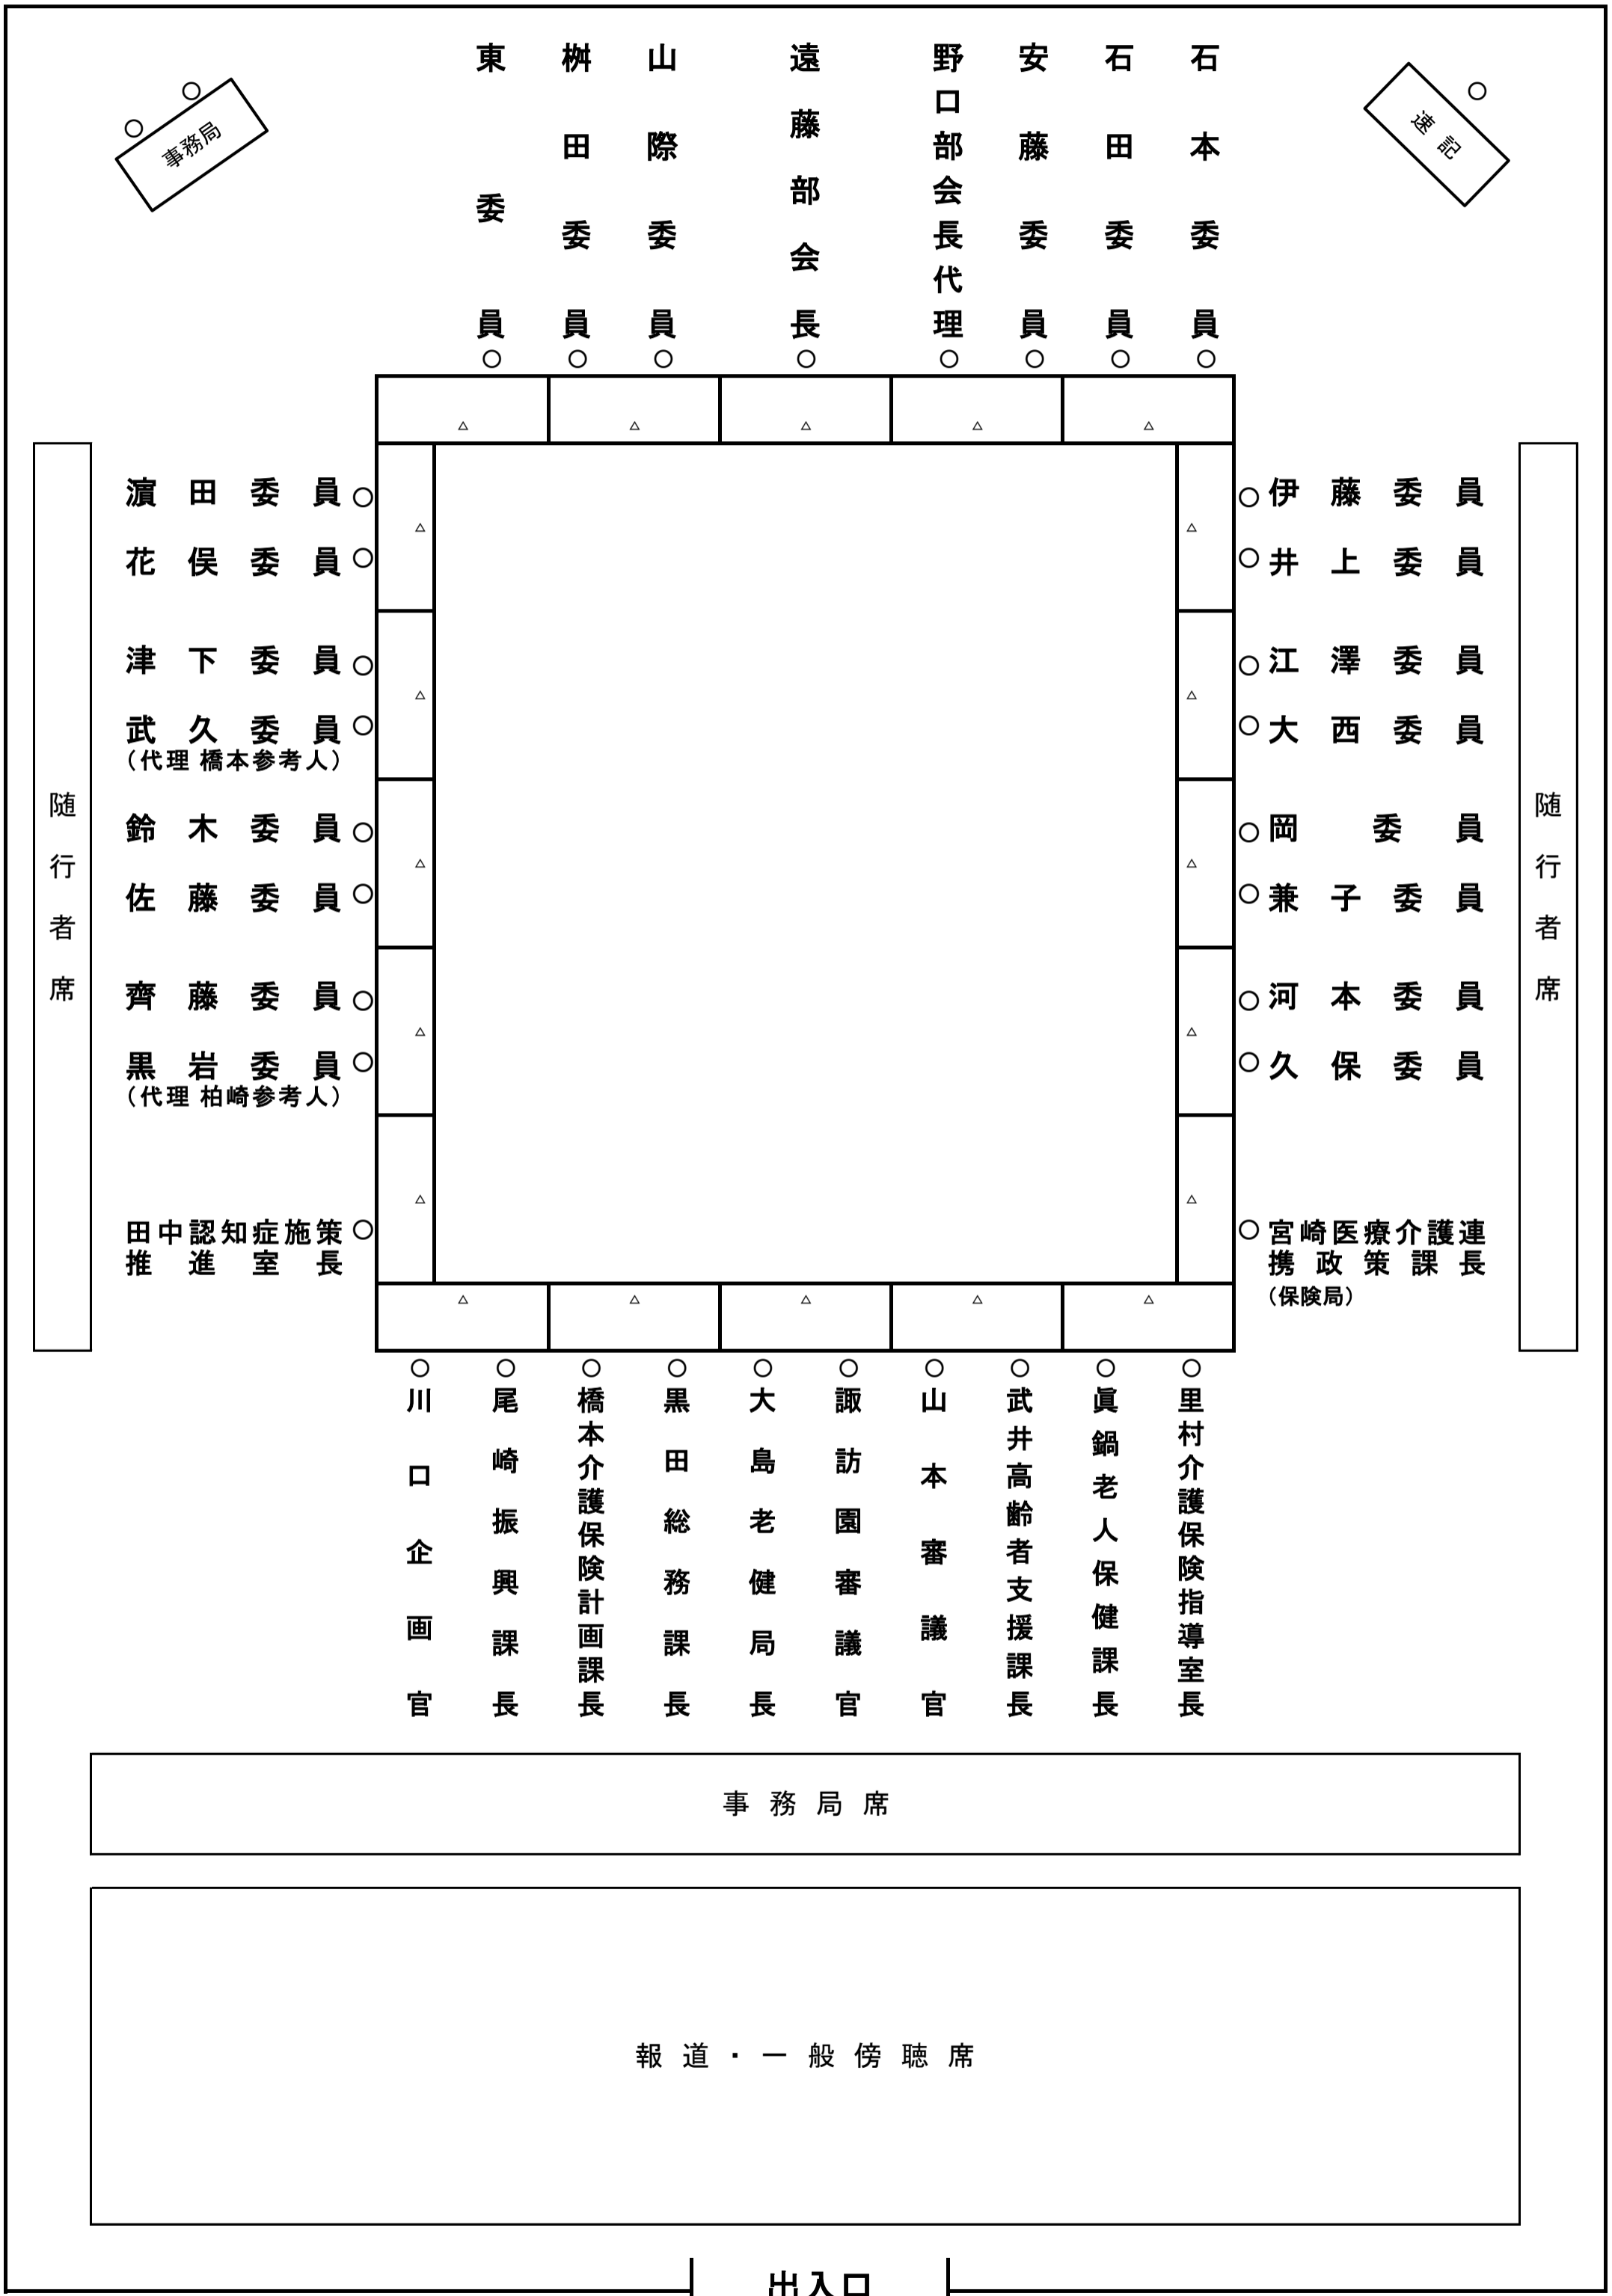 事務局
東委員
桝田委員
山際委員
遠藤部会長
野口部会長代理
安藤委員
石田委員
石本委員
速記
随行者席
濵田委員
花俣委員
津下委員
武久委員
（代理 橋本参考人）
鈴木委員
佐藤委員
齊藤委員
黒岩委員
（代理 柏崎参考人）
田中認知症施策
推進室長
伊藤委員
井上委員
江澤委員
大西委員
岡委員
兼子委員
河本委員
久保委員
宮崎医療介護連
携政策課長
（保険局）
随行者席
川口企画官
尾崎振興課長
橋本介護保険計画課長
黒田総務課長
大島老健局長
諏訪園審議官
山本審議官
武井高齢者支援課長
眞鍋老人保健課長
里村介護保険指導室長
事務局席
報道・一般傍聴席
出入口